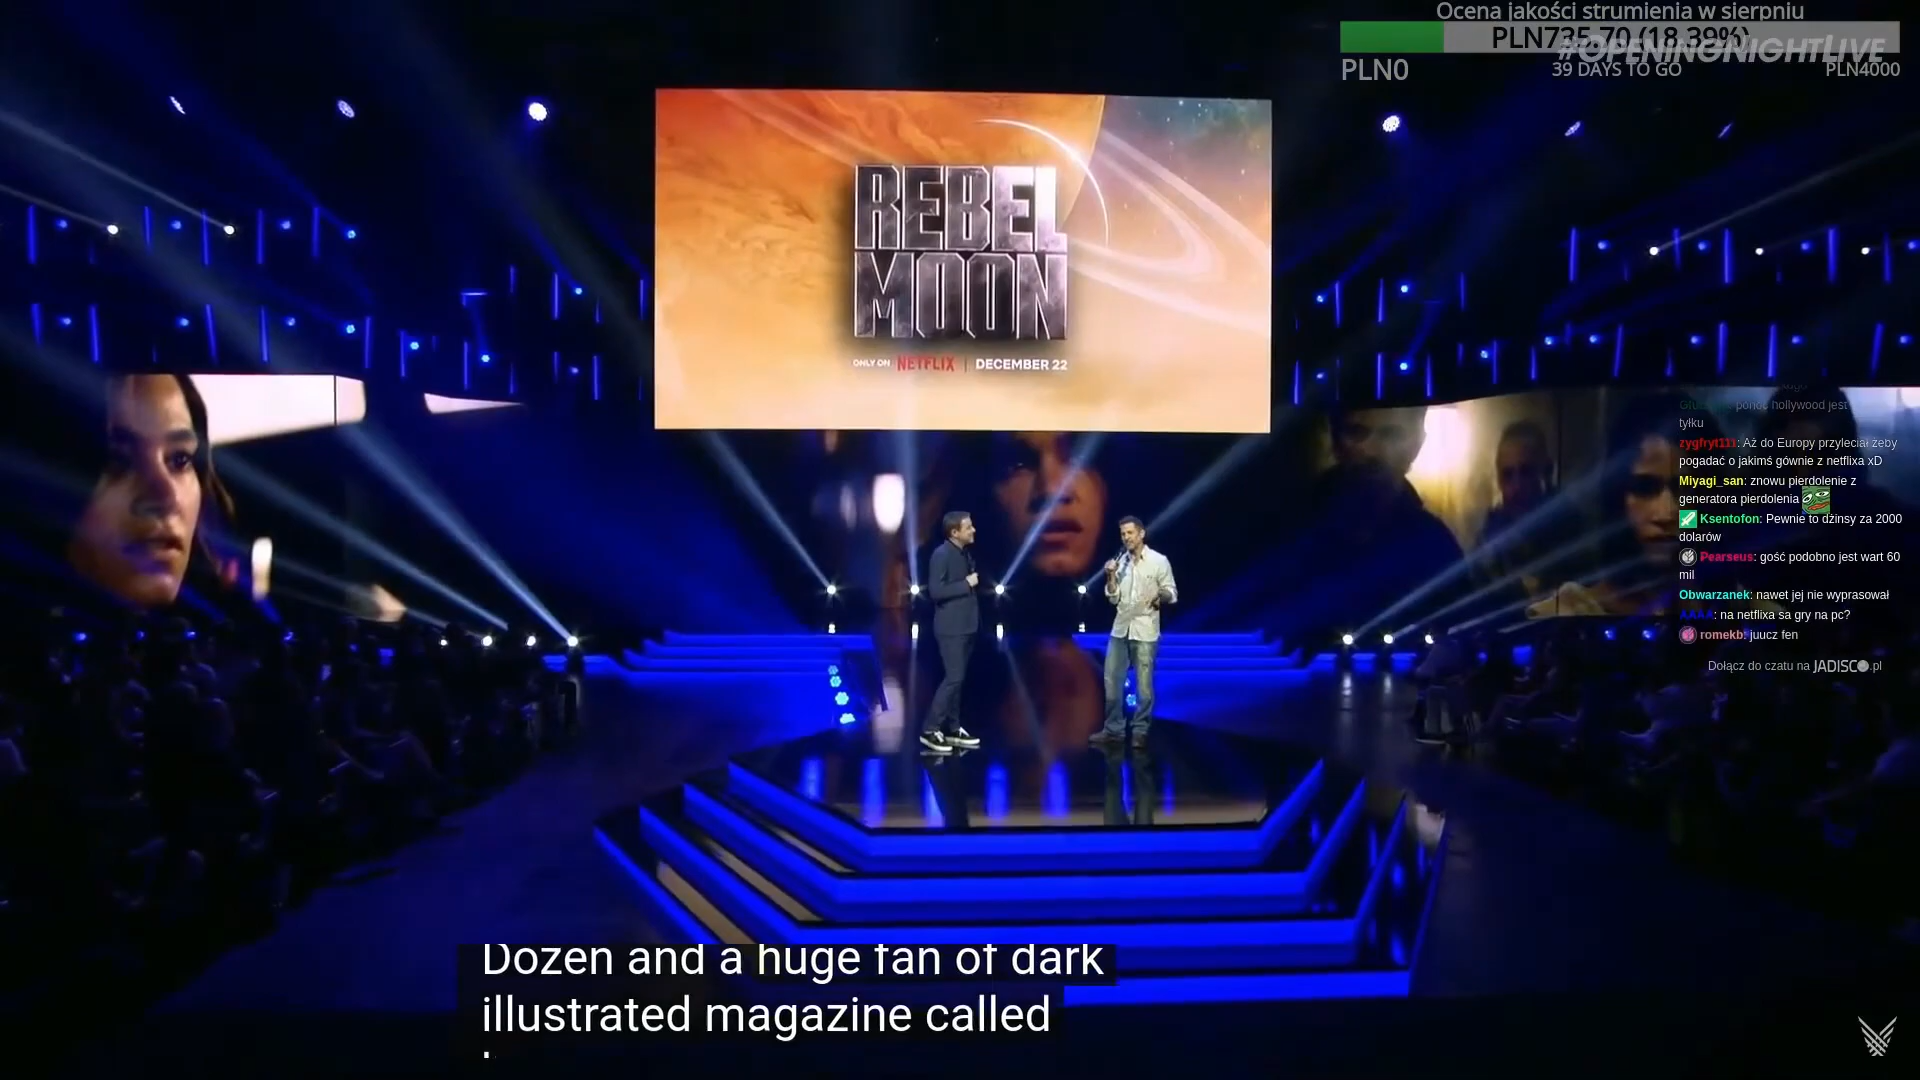 Ocena jakości strumienia w sierpniu
PLN735.70 (18.39%)
#OPENINGNIGHTLIVE
PLN0
39 DAYS TO GO
PLN4000
REBEL
MOON
ONLY ON NETFLIX | DECEMBER 22
ponoć hollywood jest
tylku
zygfryt111: Aż do Europy przyleciał żeby
pogadać o jakimś gównie z netflixa xD
Miyagi_san: znowu pierdolenie z
generatora pierdolenia
Ksentofon: Pewnie to dżinsy za 2000
dolarów
Pearseus: gość podobno jest wart 60
mil
Obwarzanek: nawet jej nie wyprasował
AAAA: na netflixa sa gry na pc?
romekb: juucz fen
Dołącz do czatu na JADISCO.pl
Dozen and a huge fan of dark
illustrated magazine called